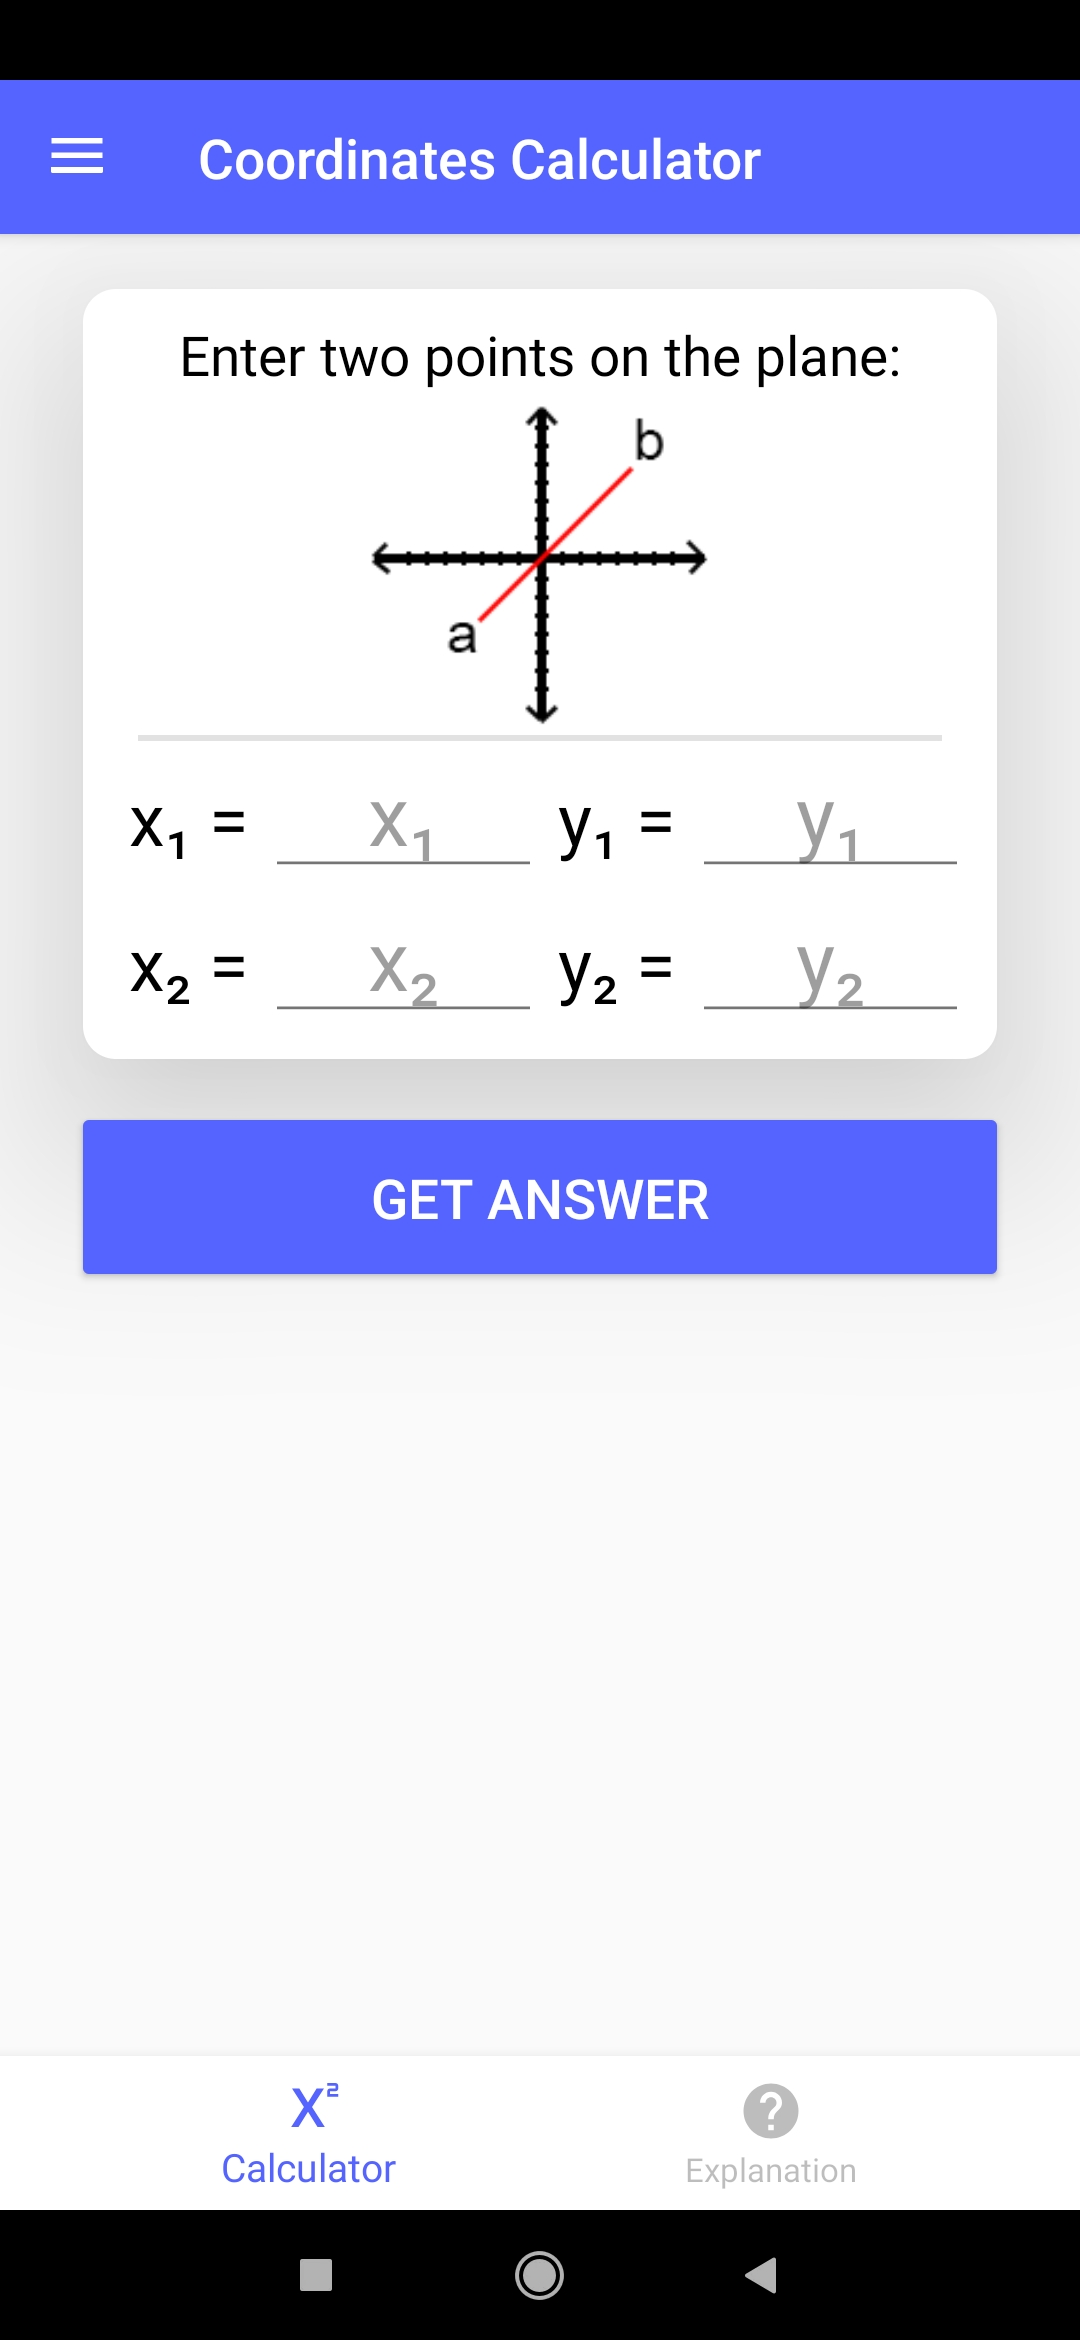 Coordinates Calculator
Enter two points on the plane:
b
a
x₁ = x₁ y₁ = y₁
x₂ = x₂ y₂ = y₂
GET ANSWER
X² ?
Calculator Explanation